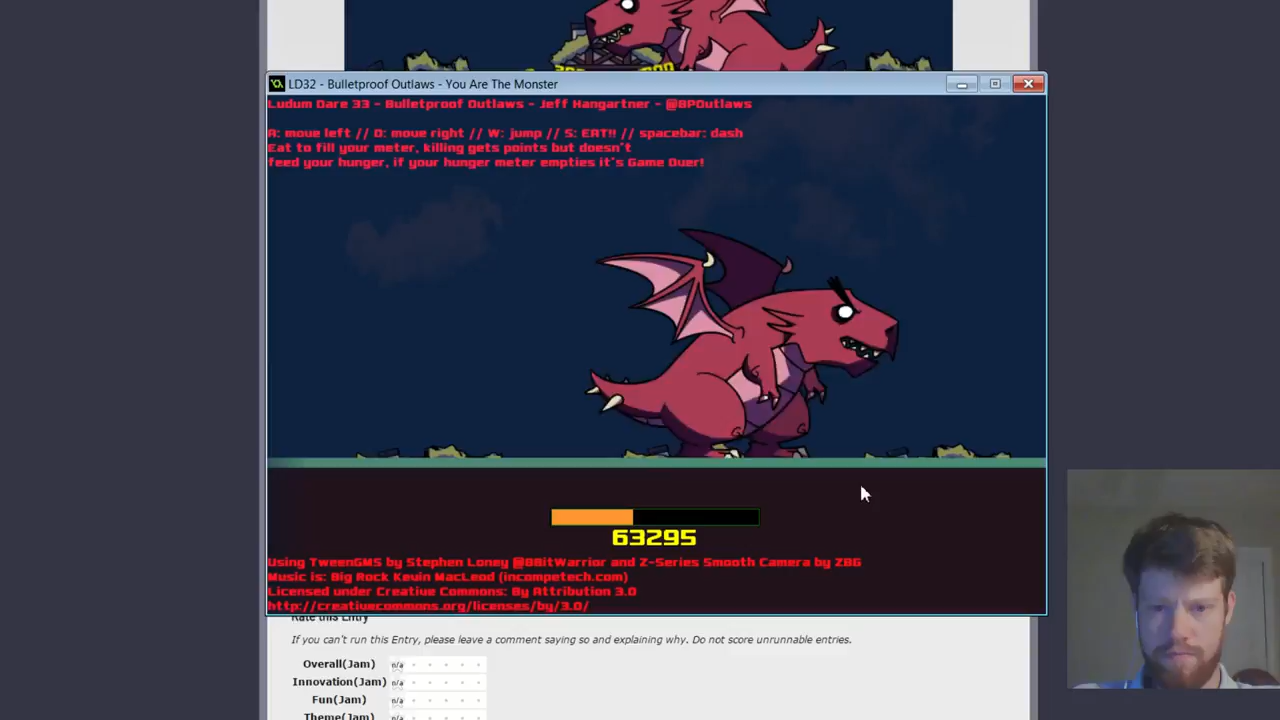 LD32 - Bulletproof Outlaws - You Are The Monster
Ludum Dare 33 - Bulletproof Outlaws - Jeff Hangartner - @BPOutlaws
A: move left // D: move right // W: jump // S: EAT!! // spacebar: dash
Eat to fill your meter, killing gets points but doesn't
feed your hunger, if your hunger meter empties it's Game Over!
63295
Using TweenGMS by Stephen Loney @8BitWarrior and Z-Series Smooth Camera by ZBG
Music is: Big Rock Kevin MacLeod (incompetech.com)
Licensed under Creative Commons: By Attribution 3.0
http://creativecommons.org/licenses/by/3.0/
Rate this Entry
If you can't run this Entry, please leave a comment saying so and explaining why. Do not score unrunnable entries.
Overall(Jam) n/a
Innovation(Jam) n/a
Fun(Jam) n/a
Theme(Jam) n/a